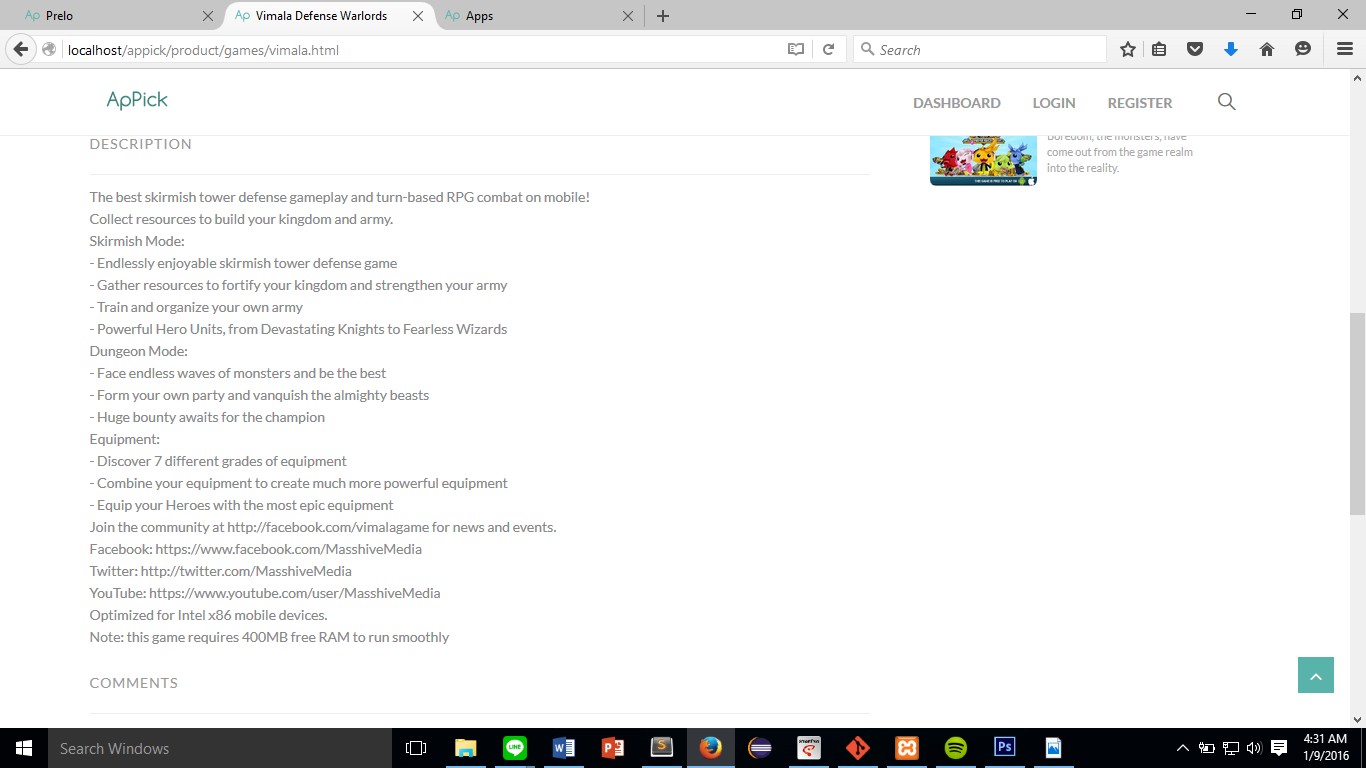 Prelo
Vimala Defense Warlords
Apps
localhost/appick/product/games/vimala.html
Search
ApPick
DASHBOARD
LOGIN
REGISTER
DESCRIPTION
The best skirmish tower defense gameplay and turn-based RPG combat on mobile!
Collect resources to build your kingdom and army.
Skirmish Mode:
- Endlessly enjoyable skirmish tower defense game
- Gather resources to fortify your kingdom and strengthen your army
- Train and organize your own army
- Powerful Hero Units, from Devastating Knights to Fearless Wizards
Dungeon Mode:
- Face endless waves of monsters and be the best
- Form your own party and vanquish the almighty beasts
- Huge bounty awaits for the champion
Equipment:
- Discover 7 different grades of equipment
- Combine your equipment to create much more powerful equipment
- Equip your Heroes with the most epic equipment
Join the community at http://facebook.com/vimalagame for news and events.
Facebook: https://www.facebook.com/MasshiveMedia
Twitter: http://twitter.com/MasshiveMedia
YouTube: https://www.youtube.com/user/MasshiveMedia
Optimized for Intel x86 mobile devices.
Note: this game requires 400MB free RAM to run smoothly
Boredom, the monsters, have
come out from the game realm
into the reality.
COMMENTS
Search Windows
4:31 AM
1/9/2016